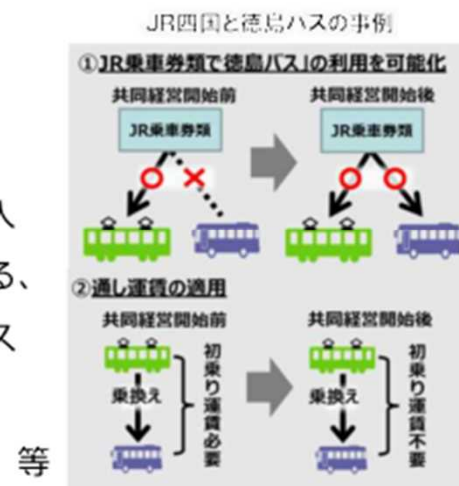 JR四国と徳島バスの事例
①JR乗車券類で徳島バス」の利用を可能化
共同経営開始前
共同経営開始後
JR乗車券類
JR乗車券類
人
る、
ス
等
②通し運賃の適用
共同経営開始前
共同経営開始後
乗換え
初乗り運賃必要
乗換え
初乗り運賃不要